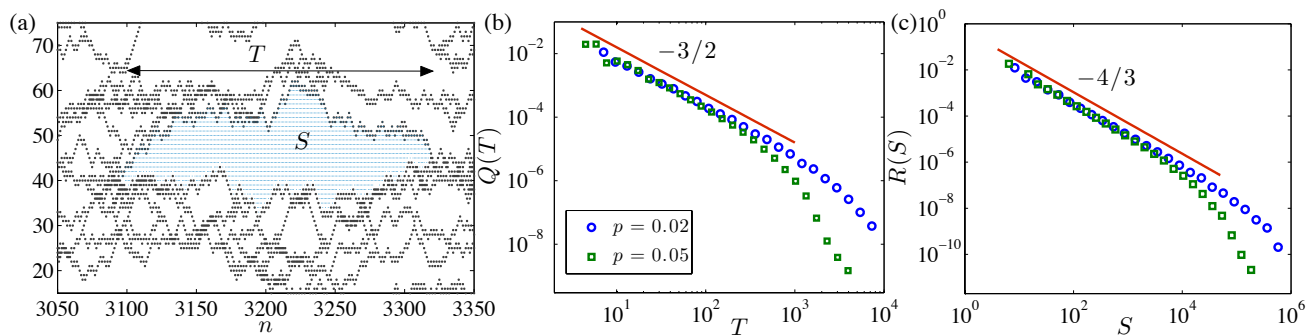 (a)
70
60
50
40
30
20
T
S
3050 3100 3150 3200 3250 3300 3350
n
(b)
10^-2
10^-4
10^-6
10^-8
Q(T)
−3/2
p = 0.02
p = 0.05
10^1 10^2 10^3 10^4
T
(c)
10^0
10^-2
10^-4
10^-6
10^-8
10^-10
R(S)
−4/3
10^0 10^2 10^4 10^6
S